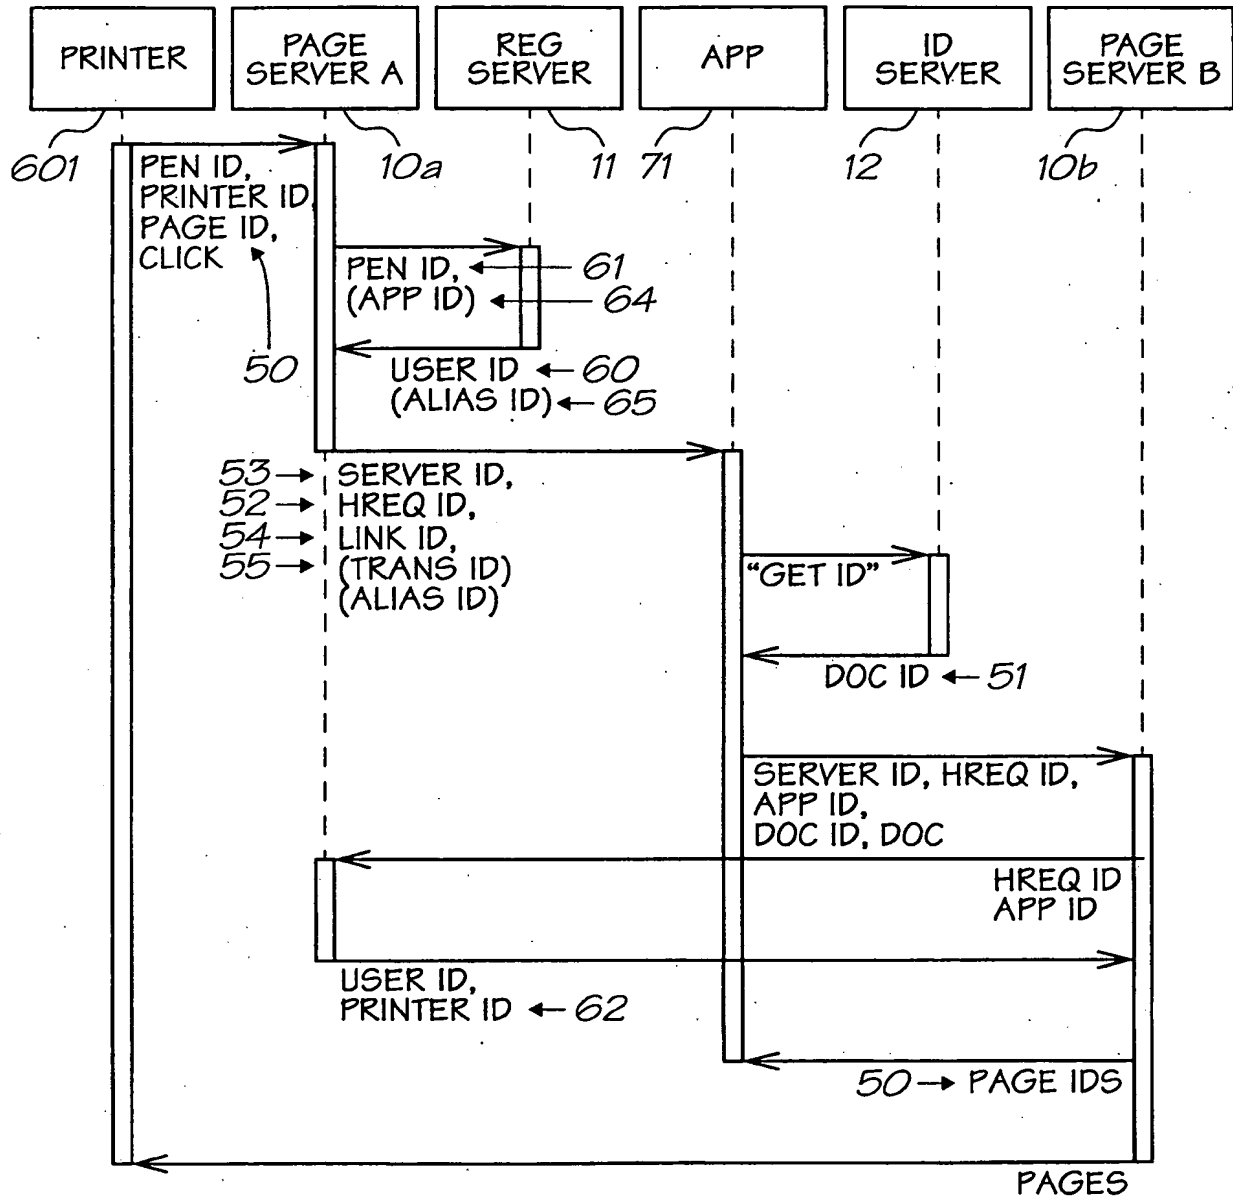 PRINTER
PAGE
SERVER A
REG
SERVER
APP
ID
SERVER
PAGE
SERVER B
601
10a
11
71
12
10b
PEN ID,
PRINTER ID,
PAGE ID,
CLICK
50
PEN ID,
61
(APP ID)
64
USER ID
60
(ALIAS ID)
65
53
SERVER ID,
52
HREQ ID,
54
LINK ID,
55
(TRANS ID)
(ALIAS ID)
“GET ID”
DOC ID
51
SERVER ID, HREQ ID,
APP ID,
DOC ID, DOC
HREQ ID
APP ID
USER ID,
PRINTER ID
62
50
PAGE IDS
PAGES